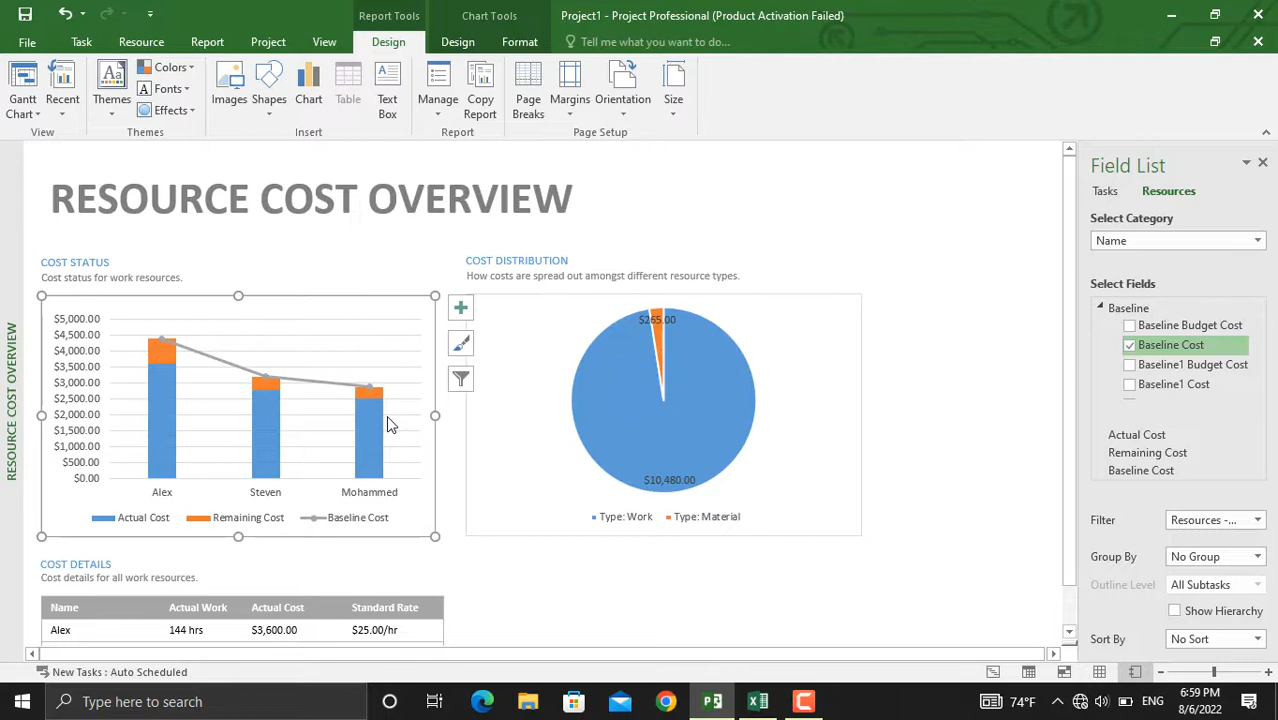 Report Tools
Chart Tools
Project1 - Project Professional (Product Activation Failed)
File
Task
Resource
Report
Project
View
Design
Design
Format
Tell me what you want to do...
Gantt Chart
Recent
Themes
Colors
Fonts
Effects
Images
Shapes
Chart
Table
Text Box
Manage
Copy Report
Page Breaks
Margins
Orientation
Size
View
Themes
Insert
Report
Page Setup
RESOURCE COST OVERVIEW
RESOURCE COST OVERVIEW
COST STATUS
Cost status for work resources.
$5,000.00
$4,500.00
$4,000.00
$3,500.00
$3,000.00
$2,500.00
$2,000.00
$1,500.00
$1,000.00
$500.00
$0.00
Alex Steven Mohammed
Actual Cost Remaining Cost Baseline Cost
COST DISTRIBUTION
How costs are spread out amongst different resource types.
$265.00
$10,480.00
Type: Work Type: Material
COST DETAILS
Cost details for all work resources.
Name Actual Work Actual Cost Standard Rate
Alex 144 hrs $3,600.00 $25.00/hr
Field List
Tasks Resources
Select Category
Name
Select Fields
Baseline
Baseline Budget Cost
Baseline Cost
Baseline1 Budget Cost
Baseline1 Cost
Actual Cost
Remaining Cost
Baseline Cost
Filter Resources -...
Group By No Group
Outline Level All Subtasks
Show Hierarchy
Sort By No Sort
New Tasks : Auto Scheduled
Type here to search
74°F
ENG
6:59 PM
8/6/2022